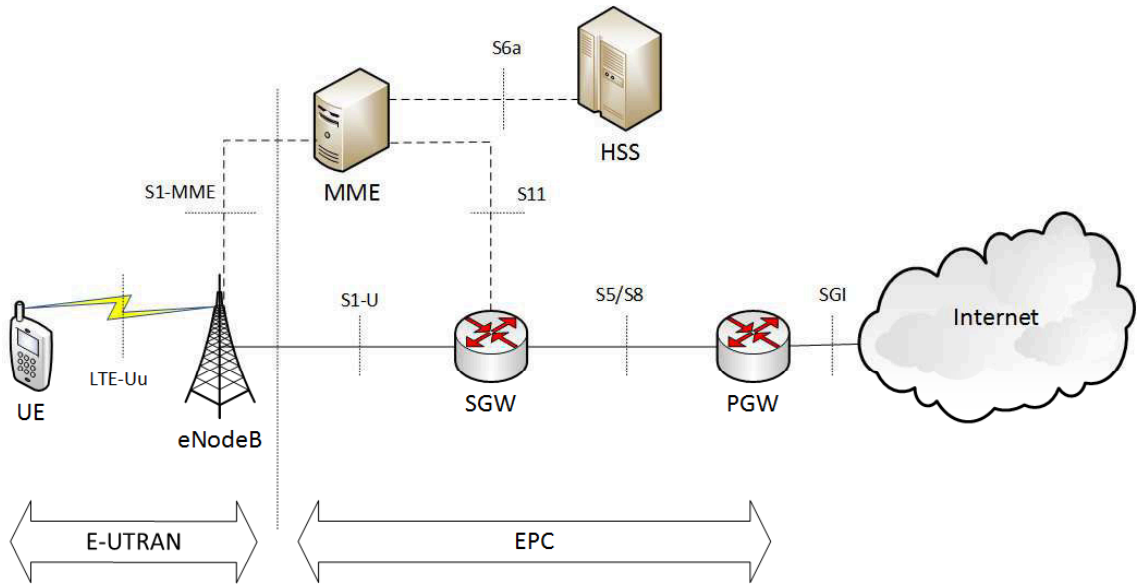 S6a
HSS
MME
S1-MME
S11
S1-U
S5/S8
SGI
Internet
LTE-Uu
UE
eNodeB
SGW
PGW
E-UTRAN
EPC